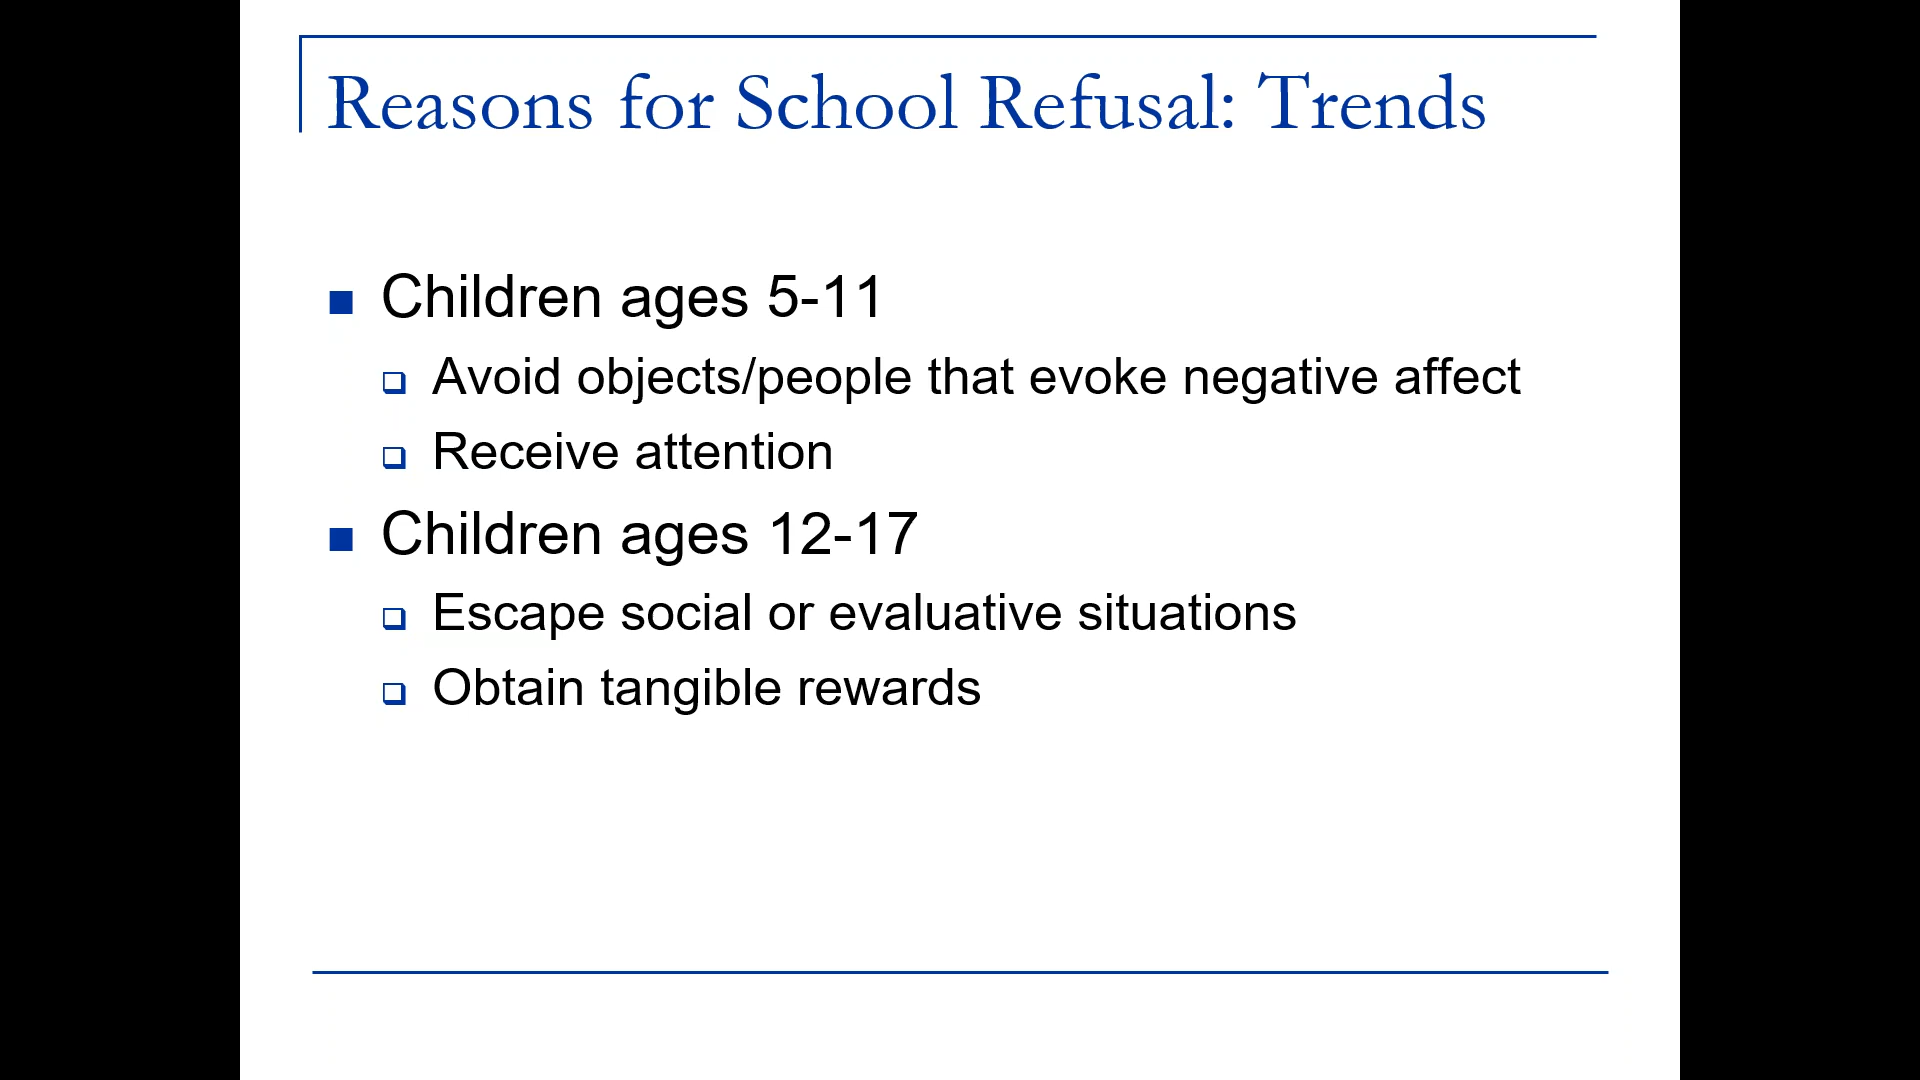 Reasons for School Refusal: Trends
Children ages 5-11
Avoid objects/people that evoke negative affect
Receive attention
Children ages 12-17
Escape social or evaluative situations
Obtain tangible rewards